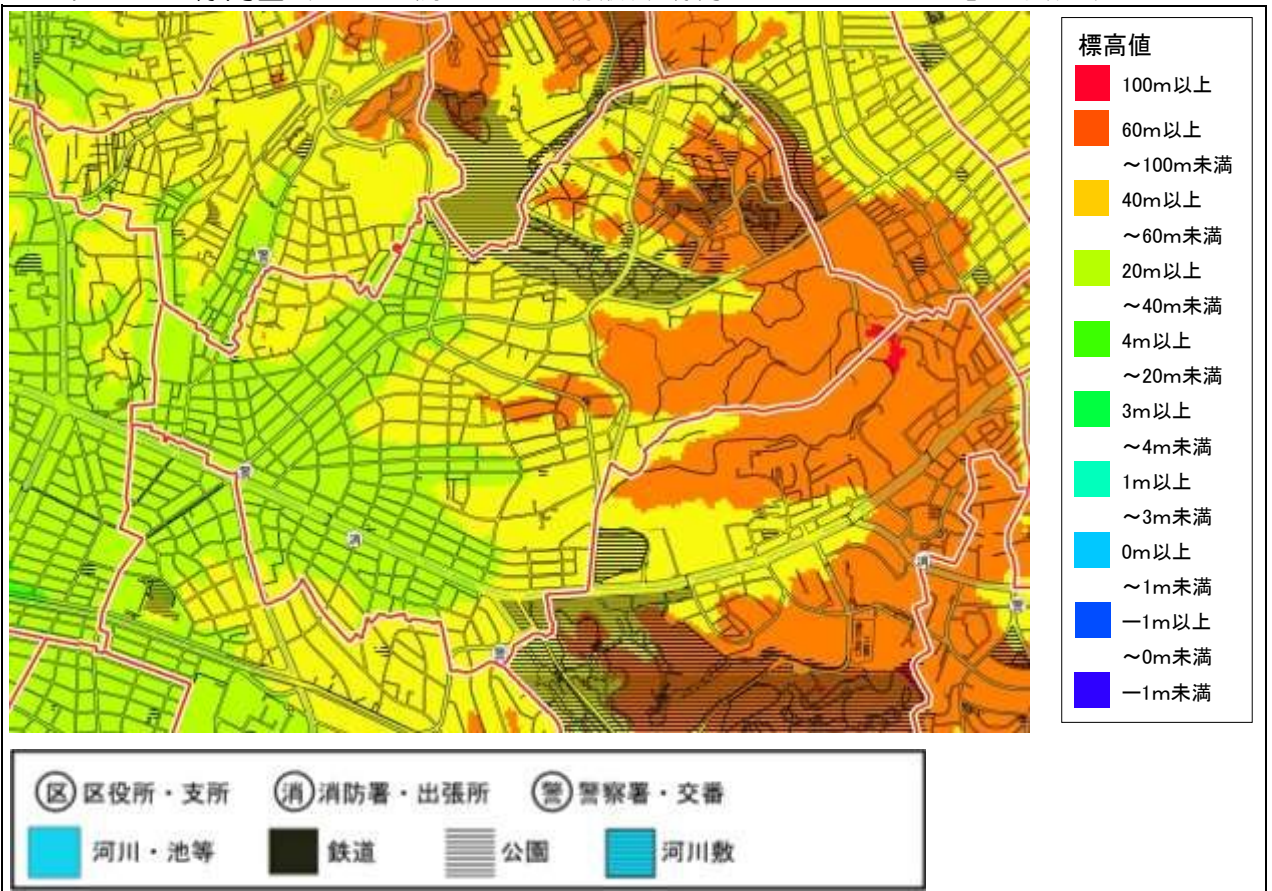 標高値
100m以上
60m以上
～100m未満
40m以上
～60m未満
20m以上
～40m未満
4m以上
～20m未満
3m以上
～4m未満
1m以上
～3m未満
0m以上
～1m未満
－1m以上
～0m未満
－1m未満
警
警
消
消
警
警
区 区役所・支所 消 消防署・出張所 警 警察署・交番
河川・池等 鉄道 公園 河川敷